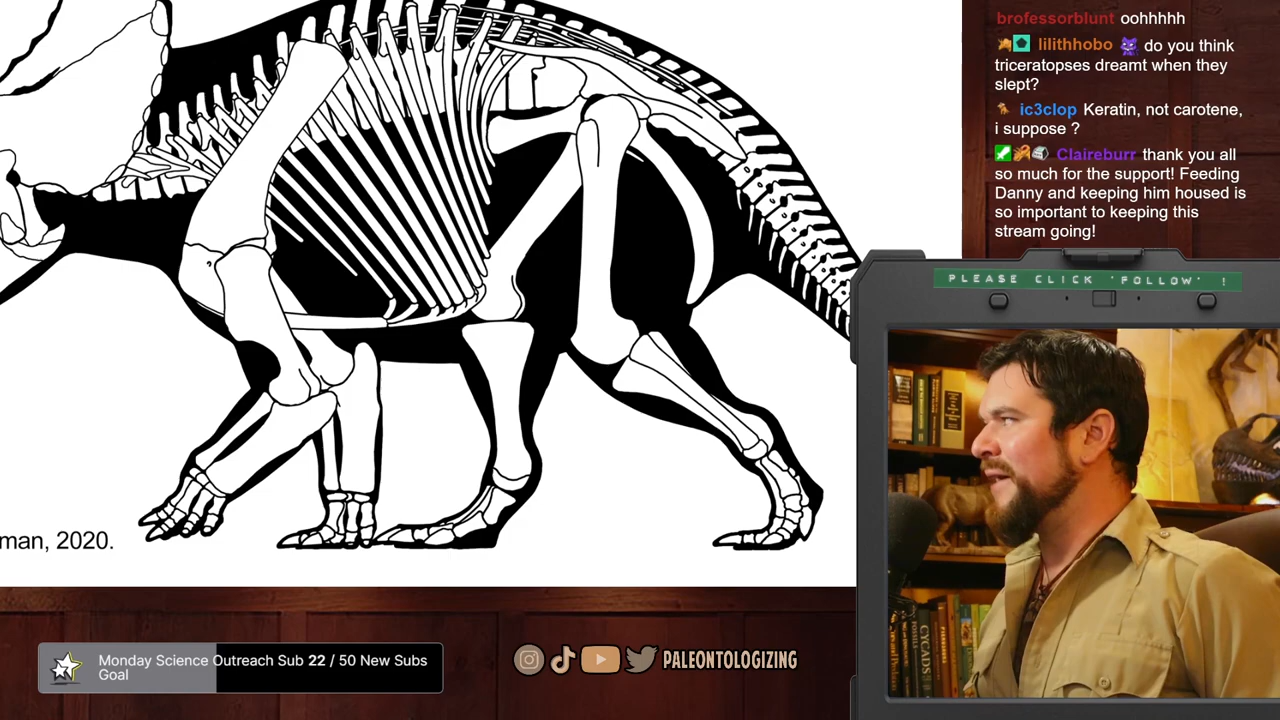 brofessorblunt oohhhhh
lilithhobo do you think
triceratopses dreamt when they
slept?
ic3clop Keratin, not carotene,
i suppose ?
Claireburr thank you all
so much for the support! Feeding
Danny and keeping him housed is
so important to keeping this
stream going!
PLEASE CLICK 'FOLLOW' !
man, 2020.
CYCADS
Monday Science Outreach Sub 22 / 50 New Subs
Goal
PALEONTOLOGIZING